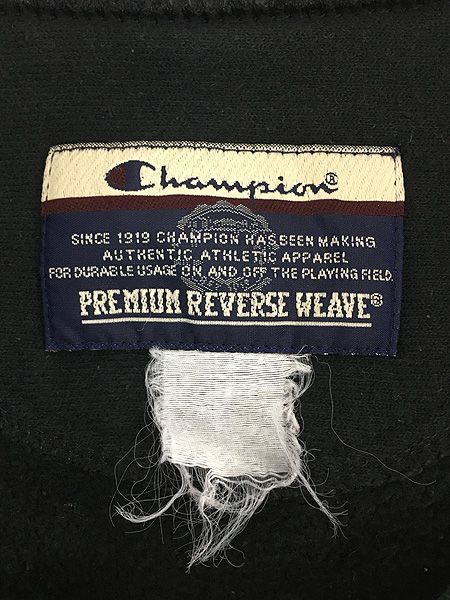 Champion®
SINCE 1919 CHAMPION HAS BEEN MAKING
AUTHENTIC ATHLETIC APPAREL
FOR DURABLE USAGE ON AND OFF THE PLAYING FIELD.
PREMIUM REVERSE WEAVE®